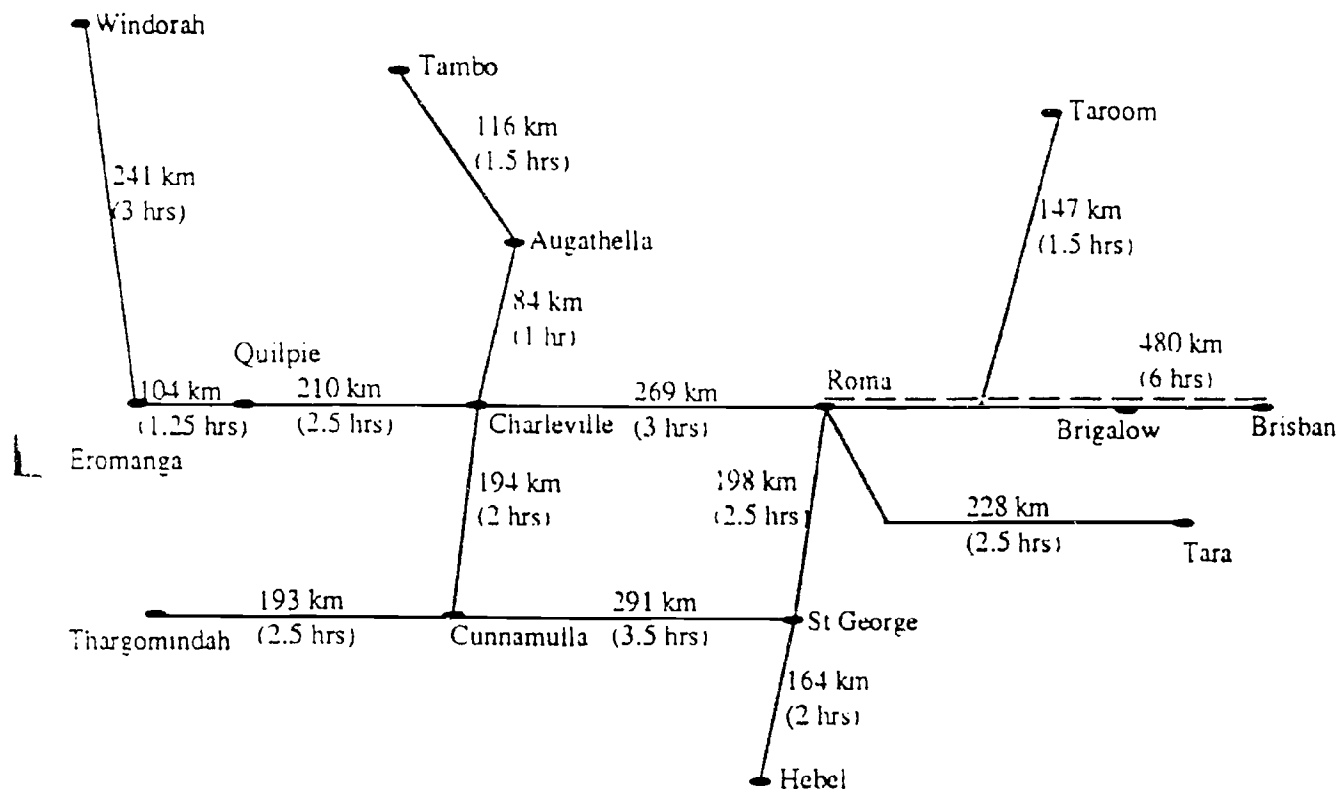 Windorah
Tambo
Taroom
116 km
(1.5 hrs)
241 km
(3 hrs)
147 km
(1.5 hrs)
Augathella
84 km
(1 hr)
Quilpie
480 km
(6 hrs)
104 km
(1.25 hrs)
210 km
(2.5 hrs)
269 km
(3 hrs)
Roma
Charleville
Brigalow
Brisban
Eromanga
194 km
(2 hrs)
198 km
(2.5 hrs)
228 km
(2.5 hrs)
Tara
193 km
(2.5 hrs)
291 km
(3.5 hrs)
Thargomindah
Cunnamulla
St George
164 km
(2 hrs)
Hebel